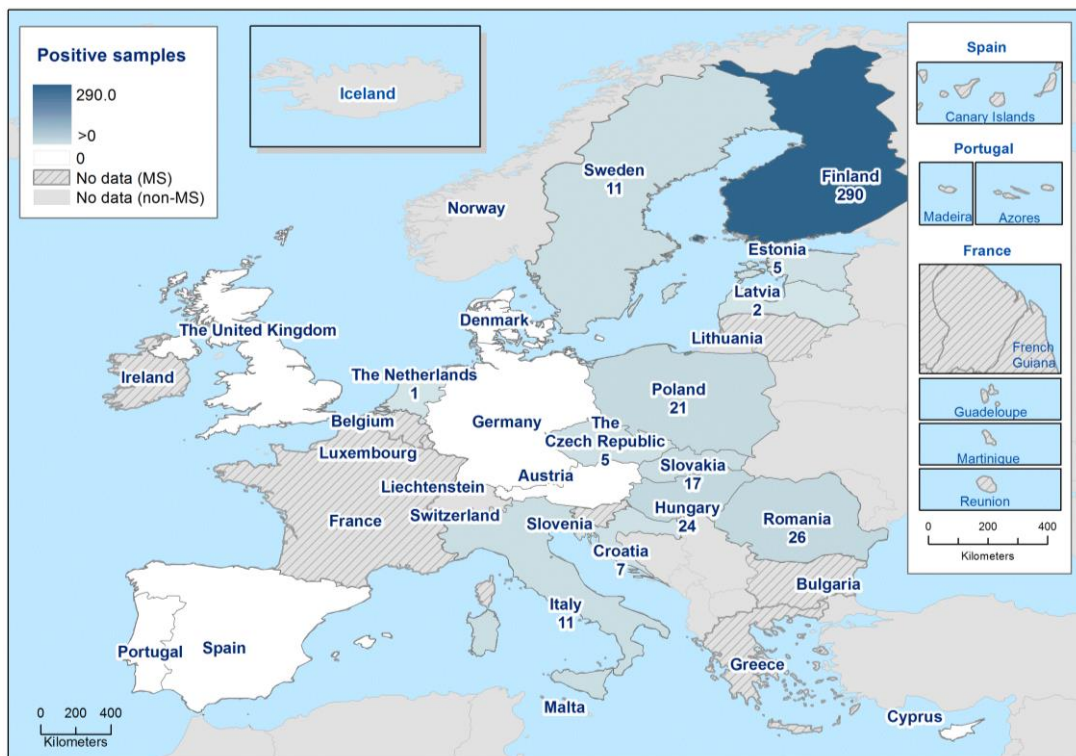 Positive samples
290.0
>0
0
No data (MS)
No data (non-MS)
Iceland
Spain
Canary Islands
Portugal
Madeira
Azores
France
French
Guiana
Guadeloupe
Martinique
Reunion
0 200 400
Kilometers
Norway
Sweden
11
Finland
290
Estonia
5
Latvia
2
Lithuania
Denmark
The United Kingdom
Ireland
The Netherlands
1
Belgium
Luxembourg
Germany
Poland
21
The
Czech Republic
5
Slovakia
17
Austria
Liechtenstein
Switzerland
France
Slovenia
Hungary
24
Romania
26
Croatia
7
Bulgaria
Italy
11
Portugal
Spain
Greece
Malta
Cyprus
0 200 400
Kilometers